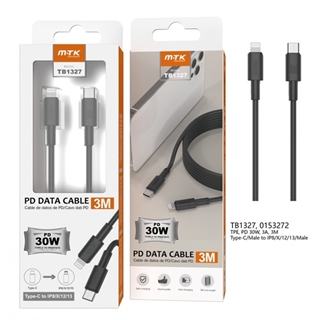 M·TK
TB1327
PD DATA CABLE
Cable de datos de PD/Cavo dati PD
3M
PD
30W
Type-C to IP8/X/12/13
M·TK
TB1327
PD DATA CABLE
Cable de datos de PD/Cavo dati PD
3M
PD
30W
TB1327, 0153272
TPE, PD 30W, 3A, 3M
Type-C/Male to IP8/X/12/13/Male